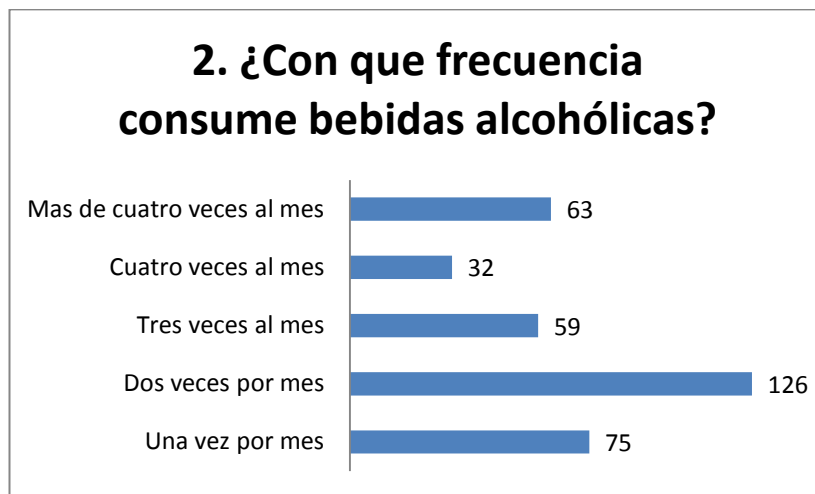 2. ¿Con que frecuencia
consume bebidas alcohólicas?
Mas de cuatro veces al mes 63
Cuatro veces al mes 32
Tres veces al mes 59
Dos veces por mes 126
Una vez por mes 75